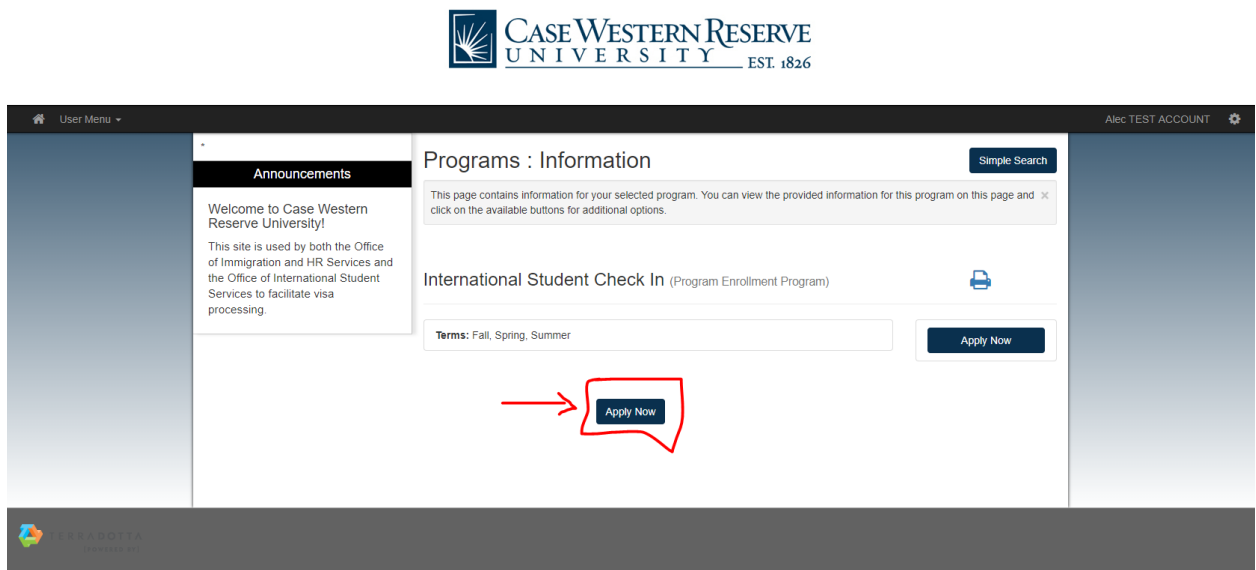 CASE WESTERN RESERVE
UNIVERSITY EST. 1826
User Menu
Alec TEST ACCOUNT
Announcements
Welcome to Case Western
Reserve University!
This site is used by both the Office
of Immigration and HR Services and
the Office of International Student
Services to facilitate visa
processing.
Programs : Information
Simple Search
This page contains information for your selected program. You can view the provided information for this program on this page and ×
click on the available buttons for additional options.
International Student Check In (Program Enrollment Program)
Terms: Fall, Spring, Summer
Apply Now
Apply Now
TERRADOTTA